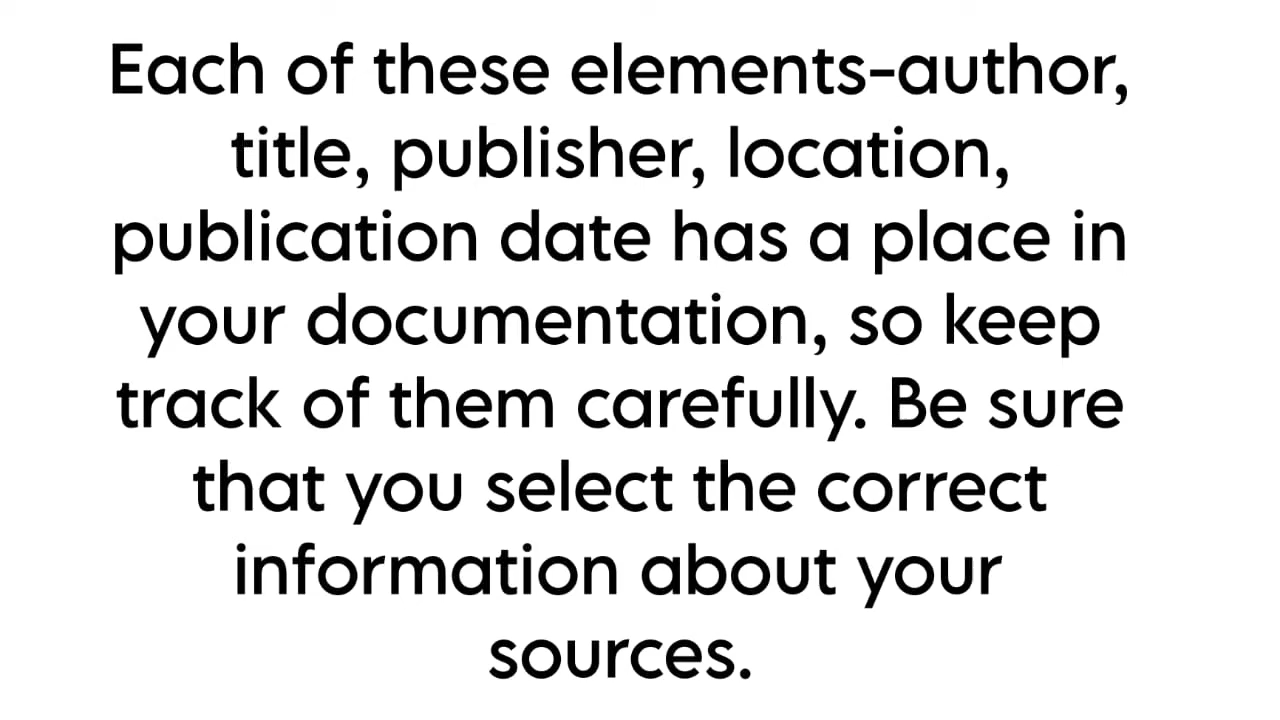 Each of these elements-author,
title, publisher, location,
publication date has a place in
your documentation, so keep
track of them carefully. Be sure
that you select the correct
information about your
sources.